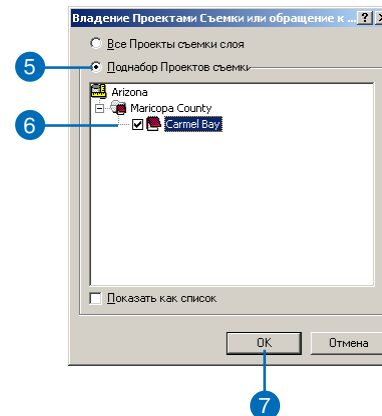 Владение Проектами Съемки или обращение к ...
Все Проекты съемки слоя
5
Поднабор Проектов съемки
Arizona
Maricopa County
6
Carmel Bay
Показать как список
OK
Отмена
7